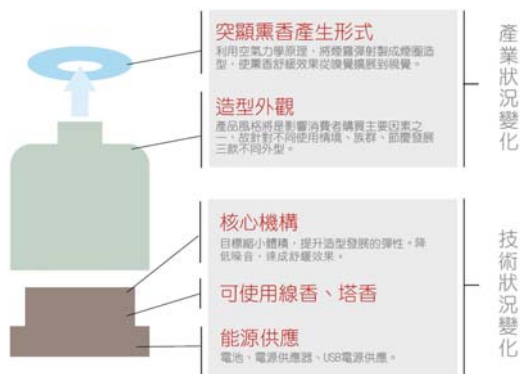 突顯熏香產生形式
利用空氣力學原理，將煙霧彈射製成煙圈造
型，使熏香舒緩效果從嗅覺擴展到視覺。
造型外觀
產品風格將是影響消費者購買主要因素之
一、故針對不同使用情境、族群、節慶發展
三款不同外型。
產業狀況變化
核心機構
目標縮小體積，提升造型發展的彈性。降
低噪音，達成舒緩效果。
可使用線香、塔香
能源供應
電池、電源供應器、USB電源供應。
技術狀況變化